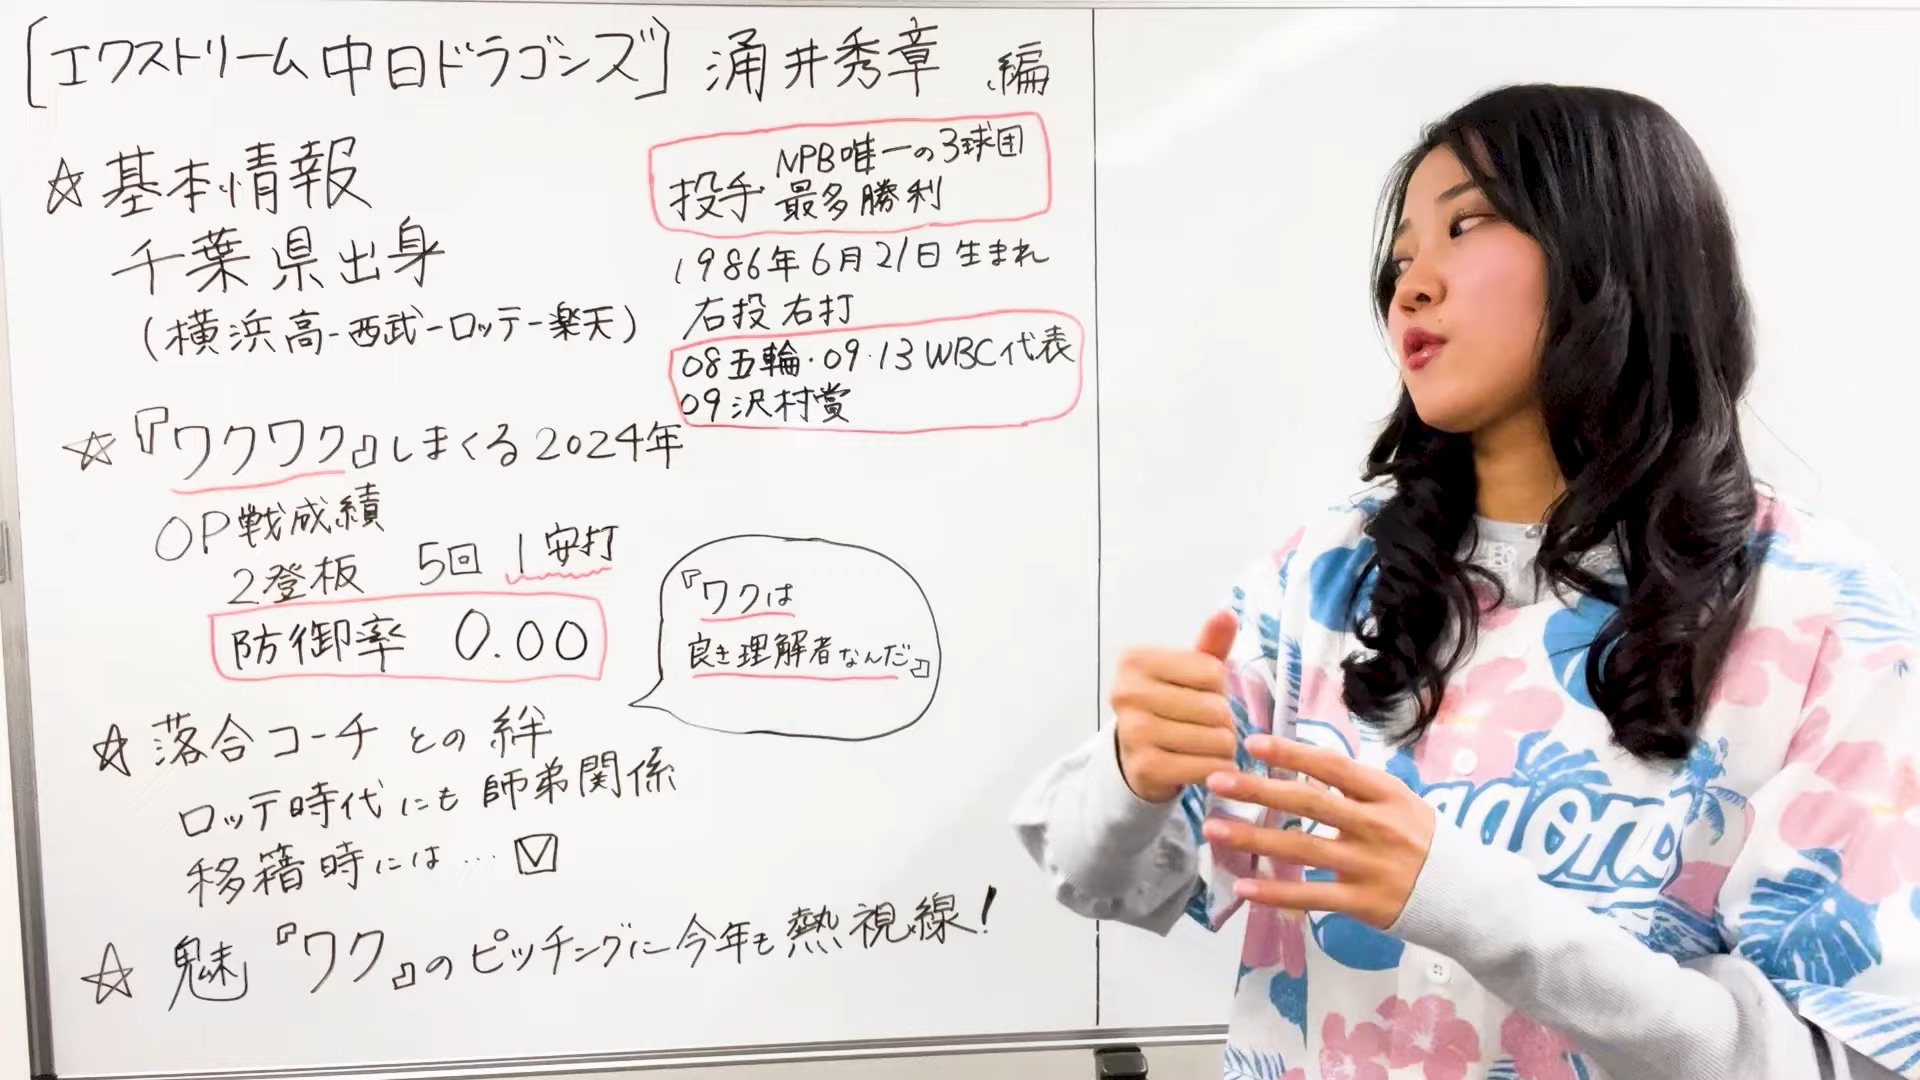 [エクストリーム中日ドラゴンズ] 涌井秀章 編
☆基本情報
千葉県出身
(横浜高-西武-ロッテ-楽天)
投手 NPB唯一の3球団
最多勝利
1986年6月21日生まれ
右投右打
08五輪・09・13WBC代表
09沢村賞
☆『ワクワク』しまくる2024年
OP戦成績
2登板 5回 1安打
防御率 0.00
『ワクは
良き理解者なんだ』
☆落合コーチとの絆
ロッテ時代にも師弟関係
移籍時には…☑
☆魅『ワク』のピッチングに今年も熱視線!